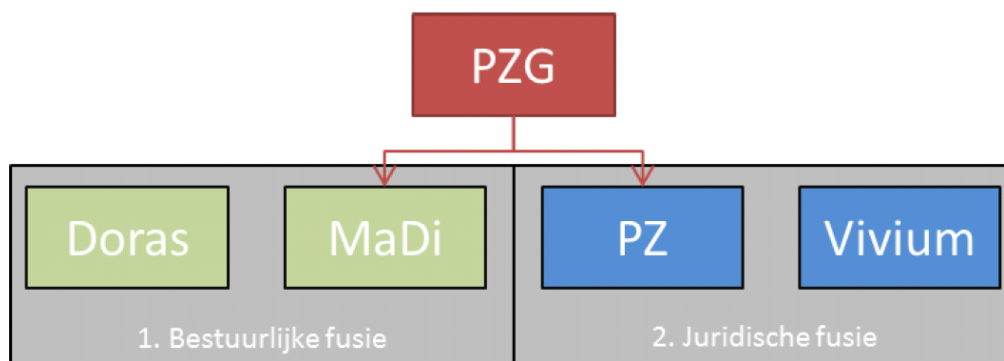 PZG
Doras
MaDi
PZ
Vivium
1. Bestuurlijke fusie
2. Juridische fusie